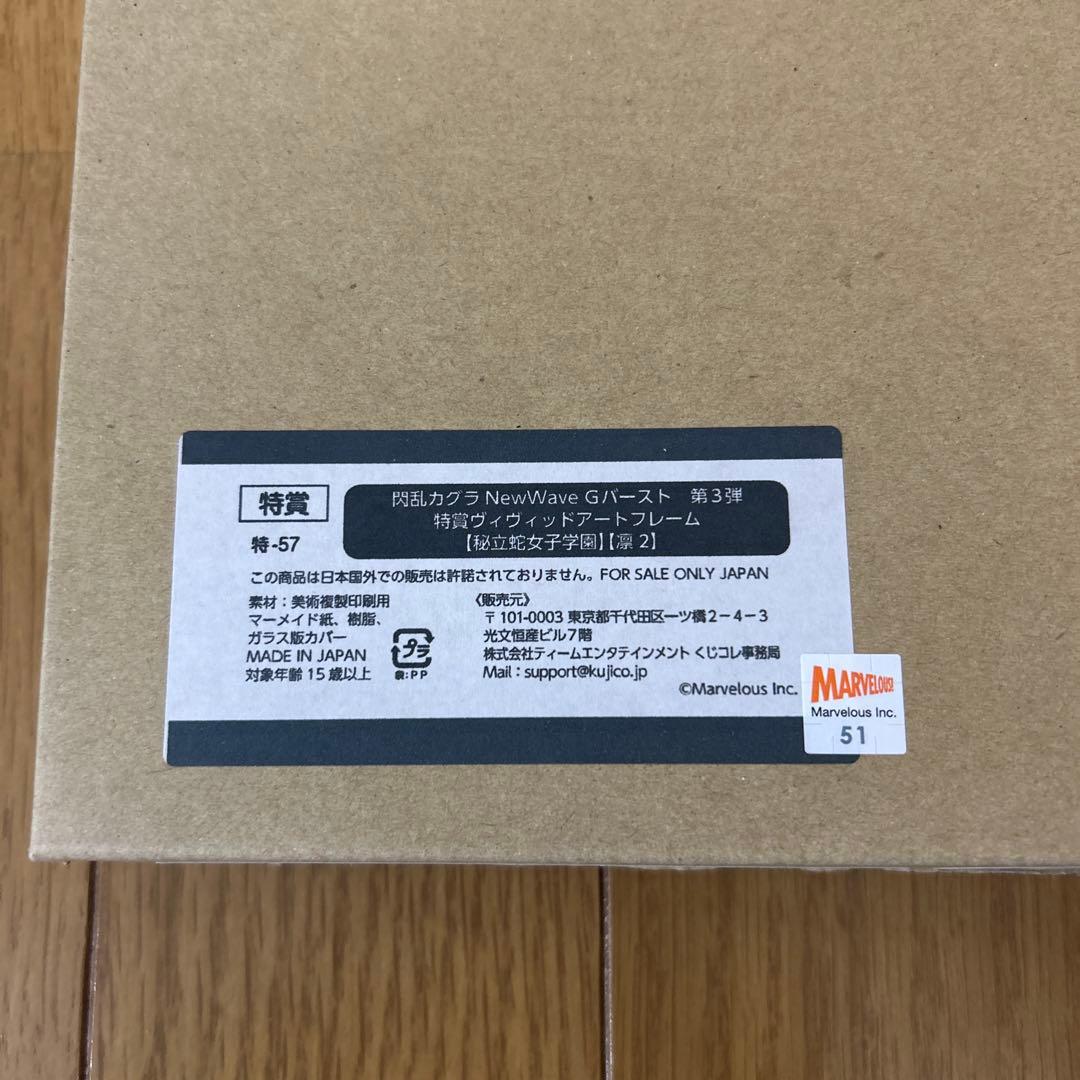 特賞
特-57
閃乱カグラ NewWave Gバースト 第3弾
特賞ヴィヴィッドアートフレーム
【秘立蛇女子学園】【凛 2】
この商品は日本国外での販売は許諾されておりません。FOR SALE ONLY JAPAN
素材:美術複製印刷用
マーメイド紙、樹脂、
ガラス版カバー
MADE IN JAPAN
対象年齢 15歳以上
プラ
袋:PP
《販売元》
〒101-0003 東京都千代田区一ツ橋2-4-3
光文恒産ビル7階
株式会社ティームエンタテインメント くじコレ事務局
Mail:support@kujico.jp
©Marvelous Inc.
MARVELOUS!
Marvelous Inc.
51